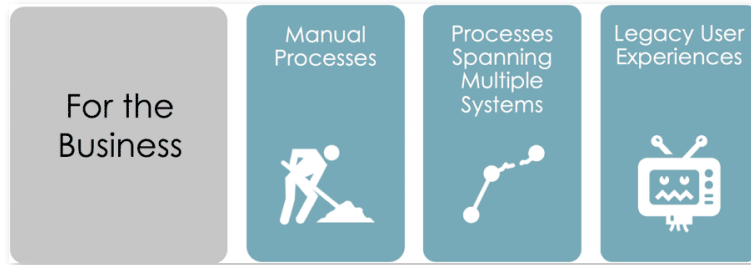 For the
Business
Manual
Processes
Processes
Spanning
Multiple
Systems
Legacy User
Experiences